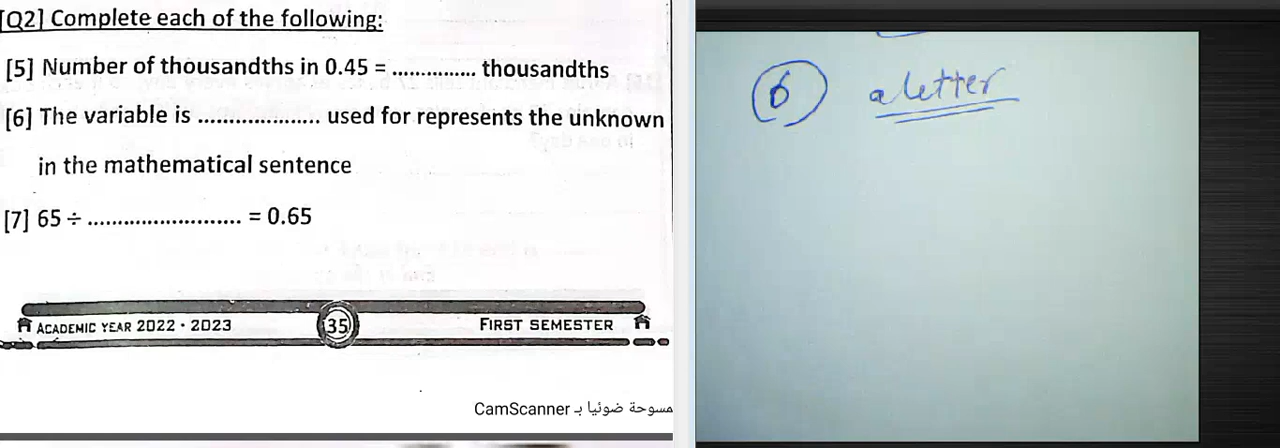 [Q2] Complete each of the following:
[5] Number of thousandths in 0.45 = .............. thousandths
[6] The variable is .................... used for represents the unknown
in the mathematical sentence
[7] 65 ÷ ......................... = 0.65
ACADEMIC YEAR 2022 • 2023
35
FIRST SEMESTER
مسوحة ضوئيا بـ CamScanner
6 a letter